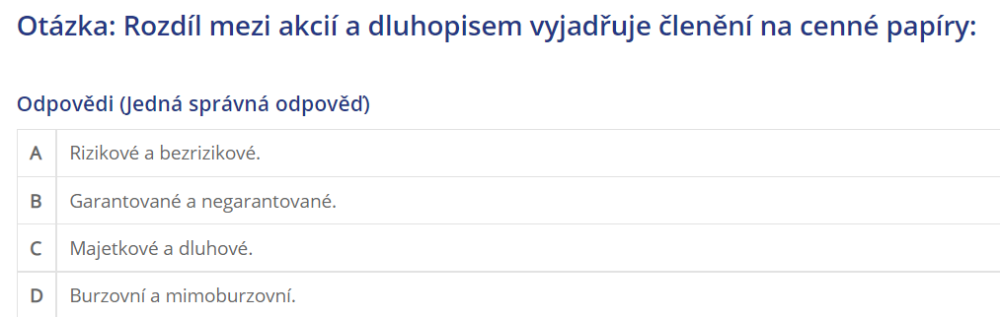 Otázka: Rozdíl mezi akcií a dluhopisem vyjadřuje členění na cenné papíry:
Odpovědi (Jedná správná odpověď)
A Rizikové a bezrizikové.
B Garantované a negarantované.
C Majetkové a dluhové.
D Burzovní a mimoburzovní.